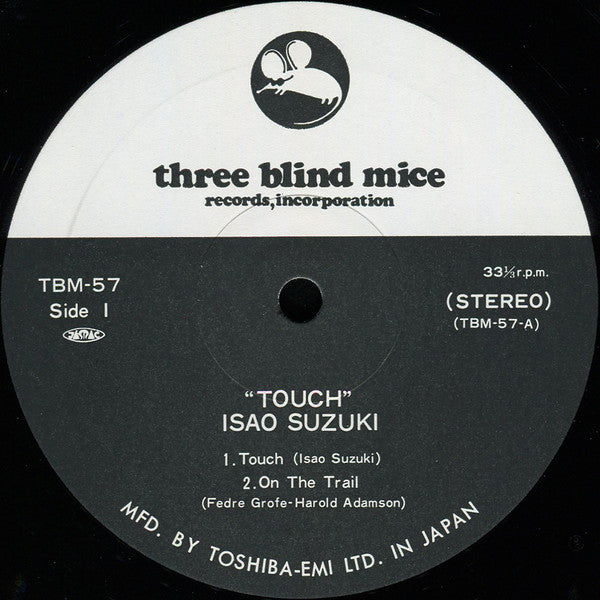 three blind mice
records, incorporation
TBM-57
Side 1
JASRAC
33⅓ r.p.m.
(STEREO)
(TBM-57-A)
"TOUCH"
ISAO SUZUKI
1. Touch (Isao Suzuki)
2. On The Trail
(Fedre Grofe-Harold Adamson)
MFD. BY TOSHIBA-EMI LTD. IN JAPAN